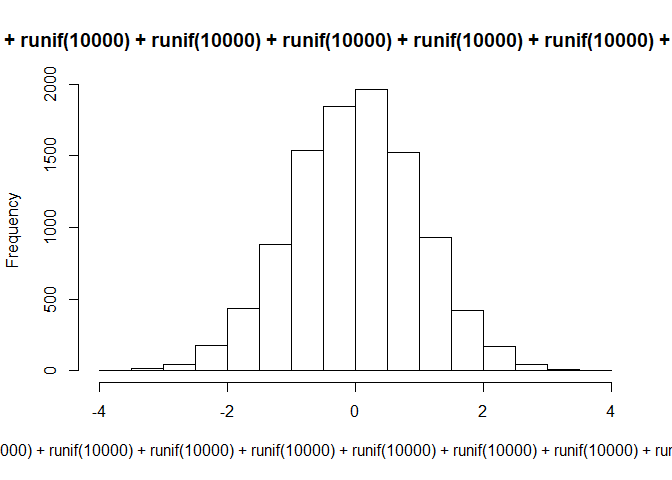 + runif(10000) + runif(10000) + runif(10000) + runif(10000) + runif(10000) +
2000
1500
1000
500
0
Frequency
-4 -2 0 2 4
000) + runif(10000) + runif(10000) + runif(10000) + runif(10000) + runif(10000) + runif(10000) + run